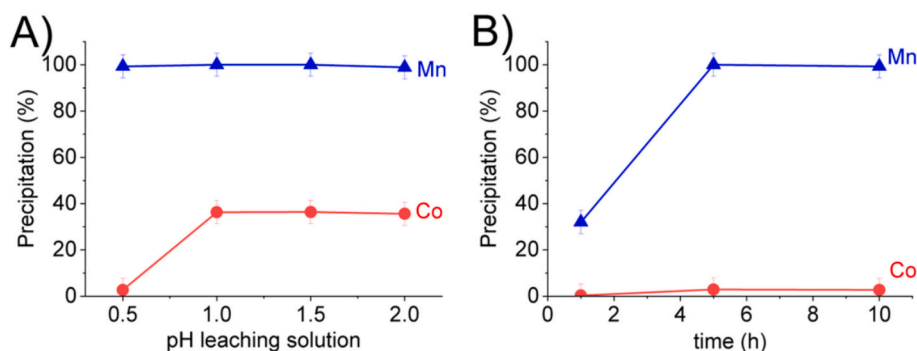 A)
Precipitation (%)
100
80
60
40
20
0
Mn
Co
0.5 1.0 1.5 2.0
pH leaching solution
B)
Precipitation (%)
100
80
60
40
20
0
Mn
Co
0 2 4 6 8 10
time (h)